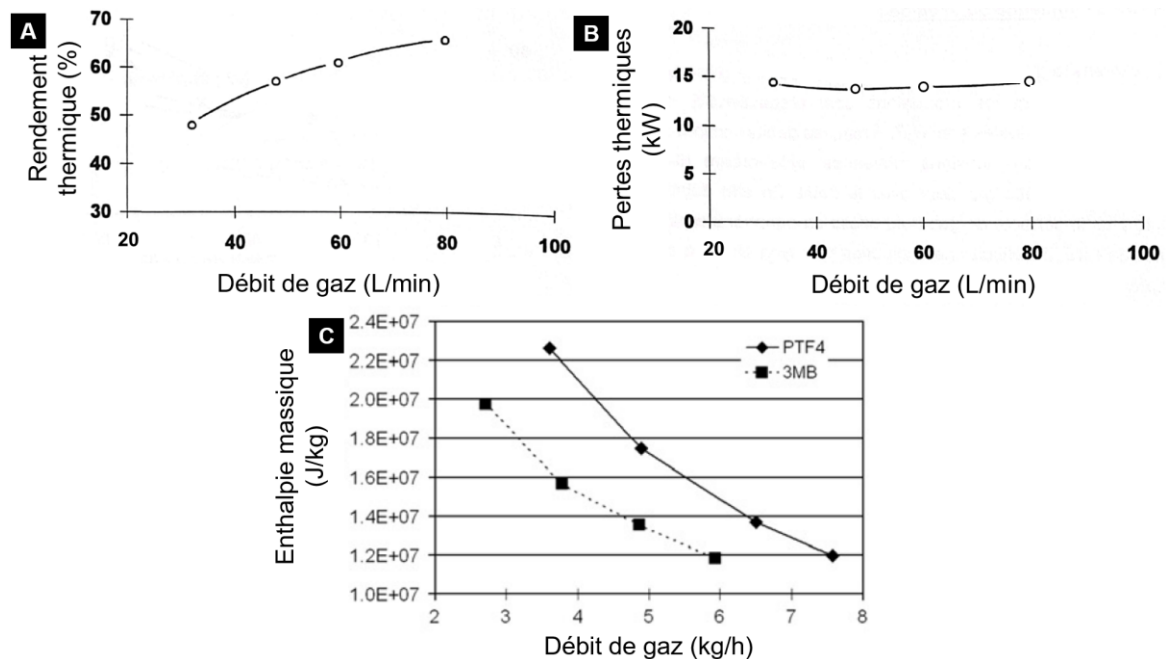 A
Rendement
thermique (%)
70
60
50
40
30
20
40
60
80
100
Débit de gaz (L/min)
B
Pertes thermiques
(kW)
20
15
10
5
0
20
40
60
80
100
Débit de gaz (L/min)
C
Enthalpie massique
(J/kg)
2.4E+07
2.2E+07
2.0E+07
1.8E+07
1.6E+07
1.4E+07
1.2E+07
1.0E+07
PTF4
3MB
2
3
4
5
6
7
8
Débit de gaz (kg/h)